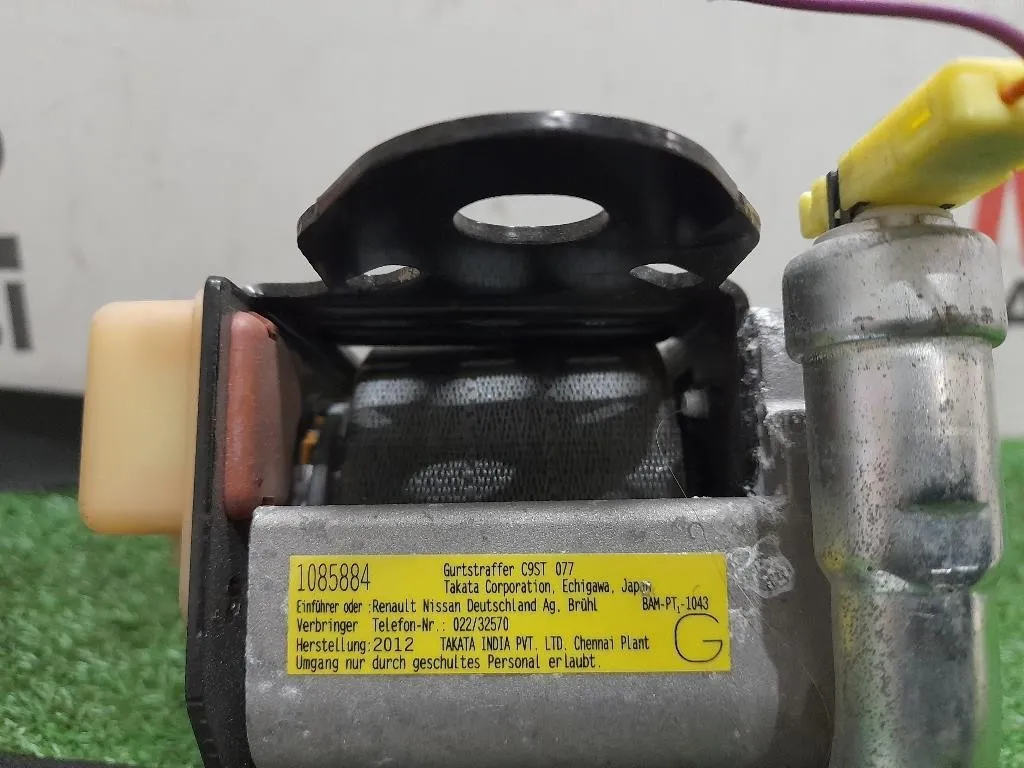 1085884 Gurtstraffer C9ST 077
Takata Corporation, Echigawa, Japan
Einführer oder :Renault Nissan Deutschland Ag. Brühl BAM-PT₁-1043
Verbringer Telefon-Nr.: 022/32570
Herstellung:2012 TAKATA INDIA PVT. LTD. Chennai Plant G
Umgang nur durch geschultes Personal erlaubt.